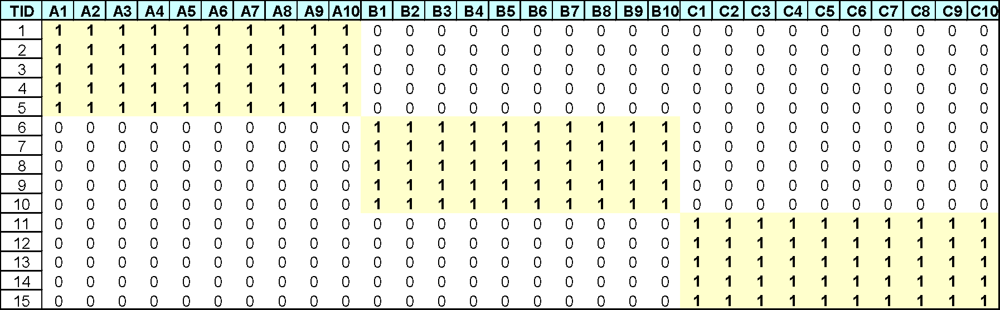 TID A1 A2 A3 A4 A5 A6 A7 A8 A9 A10 B1 B2 B3 B4 B5 B6 B7 B8 B9 B10 C1 C2 C3 C4 C5 C6 C7 C8 C9 C10
1 1 1 1 1 1 1 1 1 1 1 0 0 0 0 0 0 0 0 0 0 0 0 0 0 0 0 0 0 0 0
2 1 1 1 1 1 1 1 1 1 1 0 0 0 0 0 0 0 0 0 0 0 0 0 0 0 0 0 0 0 0
3 1 1 1 1 1 1 1 1 1 1 0 0 0 0 0 0 0 0 0 0 0 0 0 0 0 0 0 0 0 0
4 1 1 1 1 1 1 1 1 1 1 0 0 0 0 0 0 0 0 0 0 0 0 0 0 0 0 0 0 0 0
5 1 1 1 1 1 1 1 1 1 1 0 0 0 0 0 0 0 0 0 0 0 0 0 0 0 0 0 0 0 0
6 0 0 0 0 0 0 0 0 0 0 1 1 1 1 1 1 1 1 1 1 0 0 0 0 0 0 0 0 0 0
7 0 0 0 0 0 0 0 0 0 0 1 1 1 1 1 1 1 1 1 1 0 0 0 0 0 0 0 0 0 0
8 0 0 0 0 0 0 0 0 0 0 1 1 1 1 1 1 1 1 1 1 0 0 0 0 0 0 0 0 0 0
9 0 0 0 0 0 0 0 0 0 0 1 1 1 1 1 1 1 1 1 1 0 0 0 0 0 0 0 0 0 0
10 0 0 0 0 0 0 0 0 0 0 1 1 1 1 1 1 1 1 1 1 0 0 0 0 0 0 0 0 0 0
11 0 0 0 0 0 0 0 0 0 0 0 0 0 0 0 0 0 0 0 0 1 1 1 1 1 1 1 1 1 1
12 0 0 0 0 0 0 0 0 0 0 0 0 0 0 0 0 0 0 0 0 1 1 1 1 1 1 1 1 1 1
13 0 0 0 0 0 0 0 0 0 0 0 0 0 0 0 0 0 0 0 0 1 1 1 1 1 1 1 1 1 1
14 0 0 0 0 0 0 0 0 0 0 0 0 0 0 0 0 0 0 0 0 1 1 1 1 1 1 1 1 1 1
15 0 0 0 0 0 0 0 0 0 0 0 0 0 0 0 0 0 0 0 0 1 1 1 1 1 1 1 1 1 1